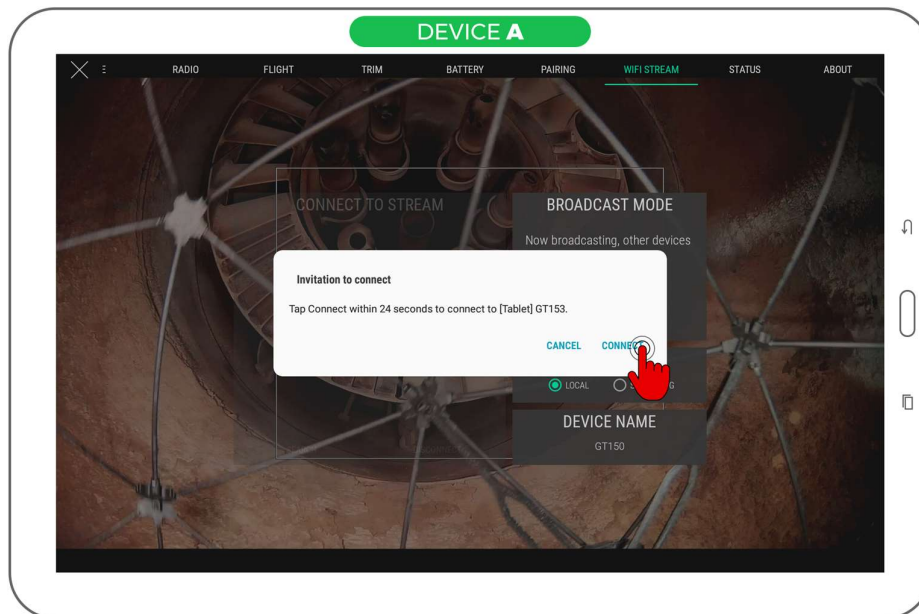 DEVICE A
RADIO FLIGHT TRIM BATTERY PAIRING WIFI STREAM STATUS ABOUT
CONNECT TO STREAM
BROADCAST MODE
Now broadcasting, other devices
Invitation to connect
Tap Connect within 24 seconds to connect to [Tablet] GT153.
CANCEL CONNECT
LOCAL
DEVICE NAME
GT150